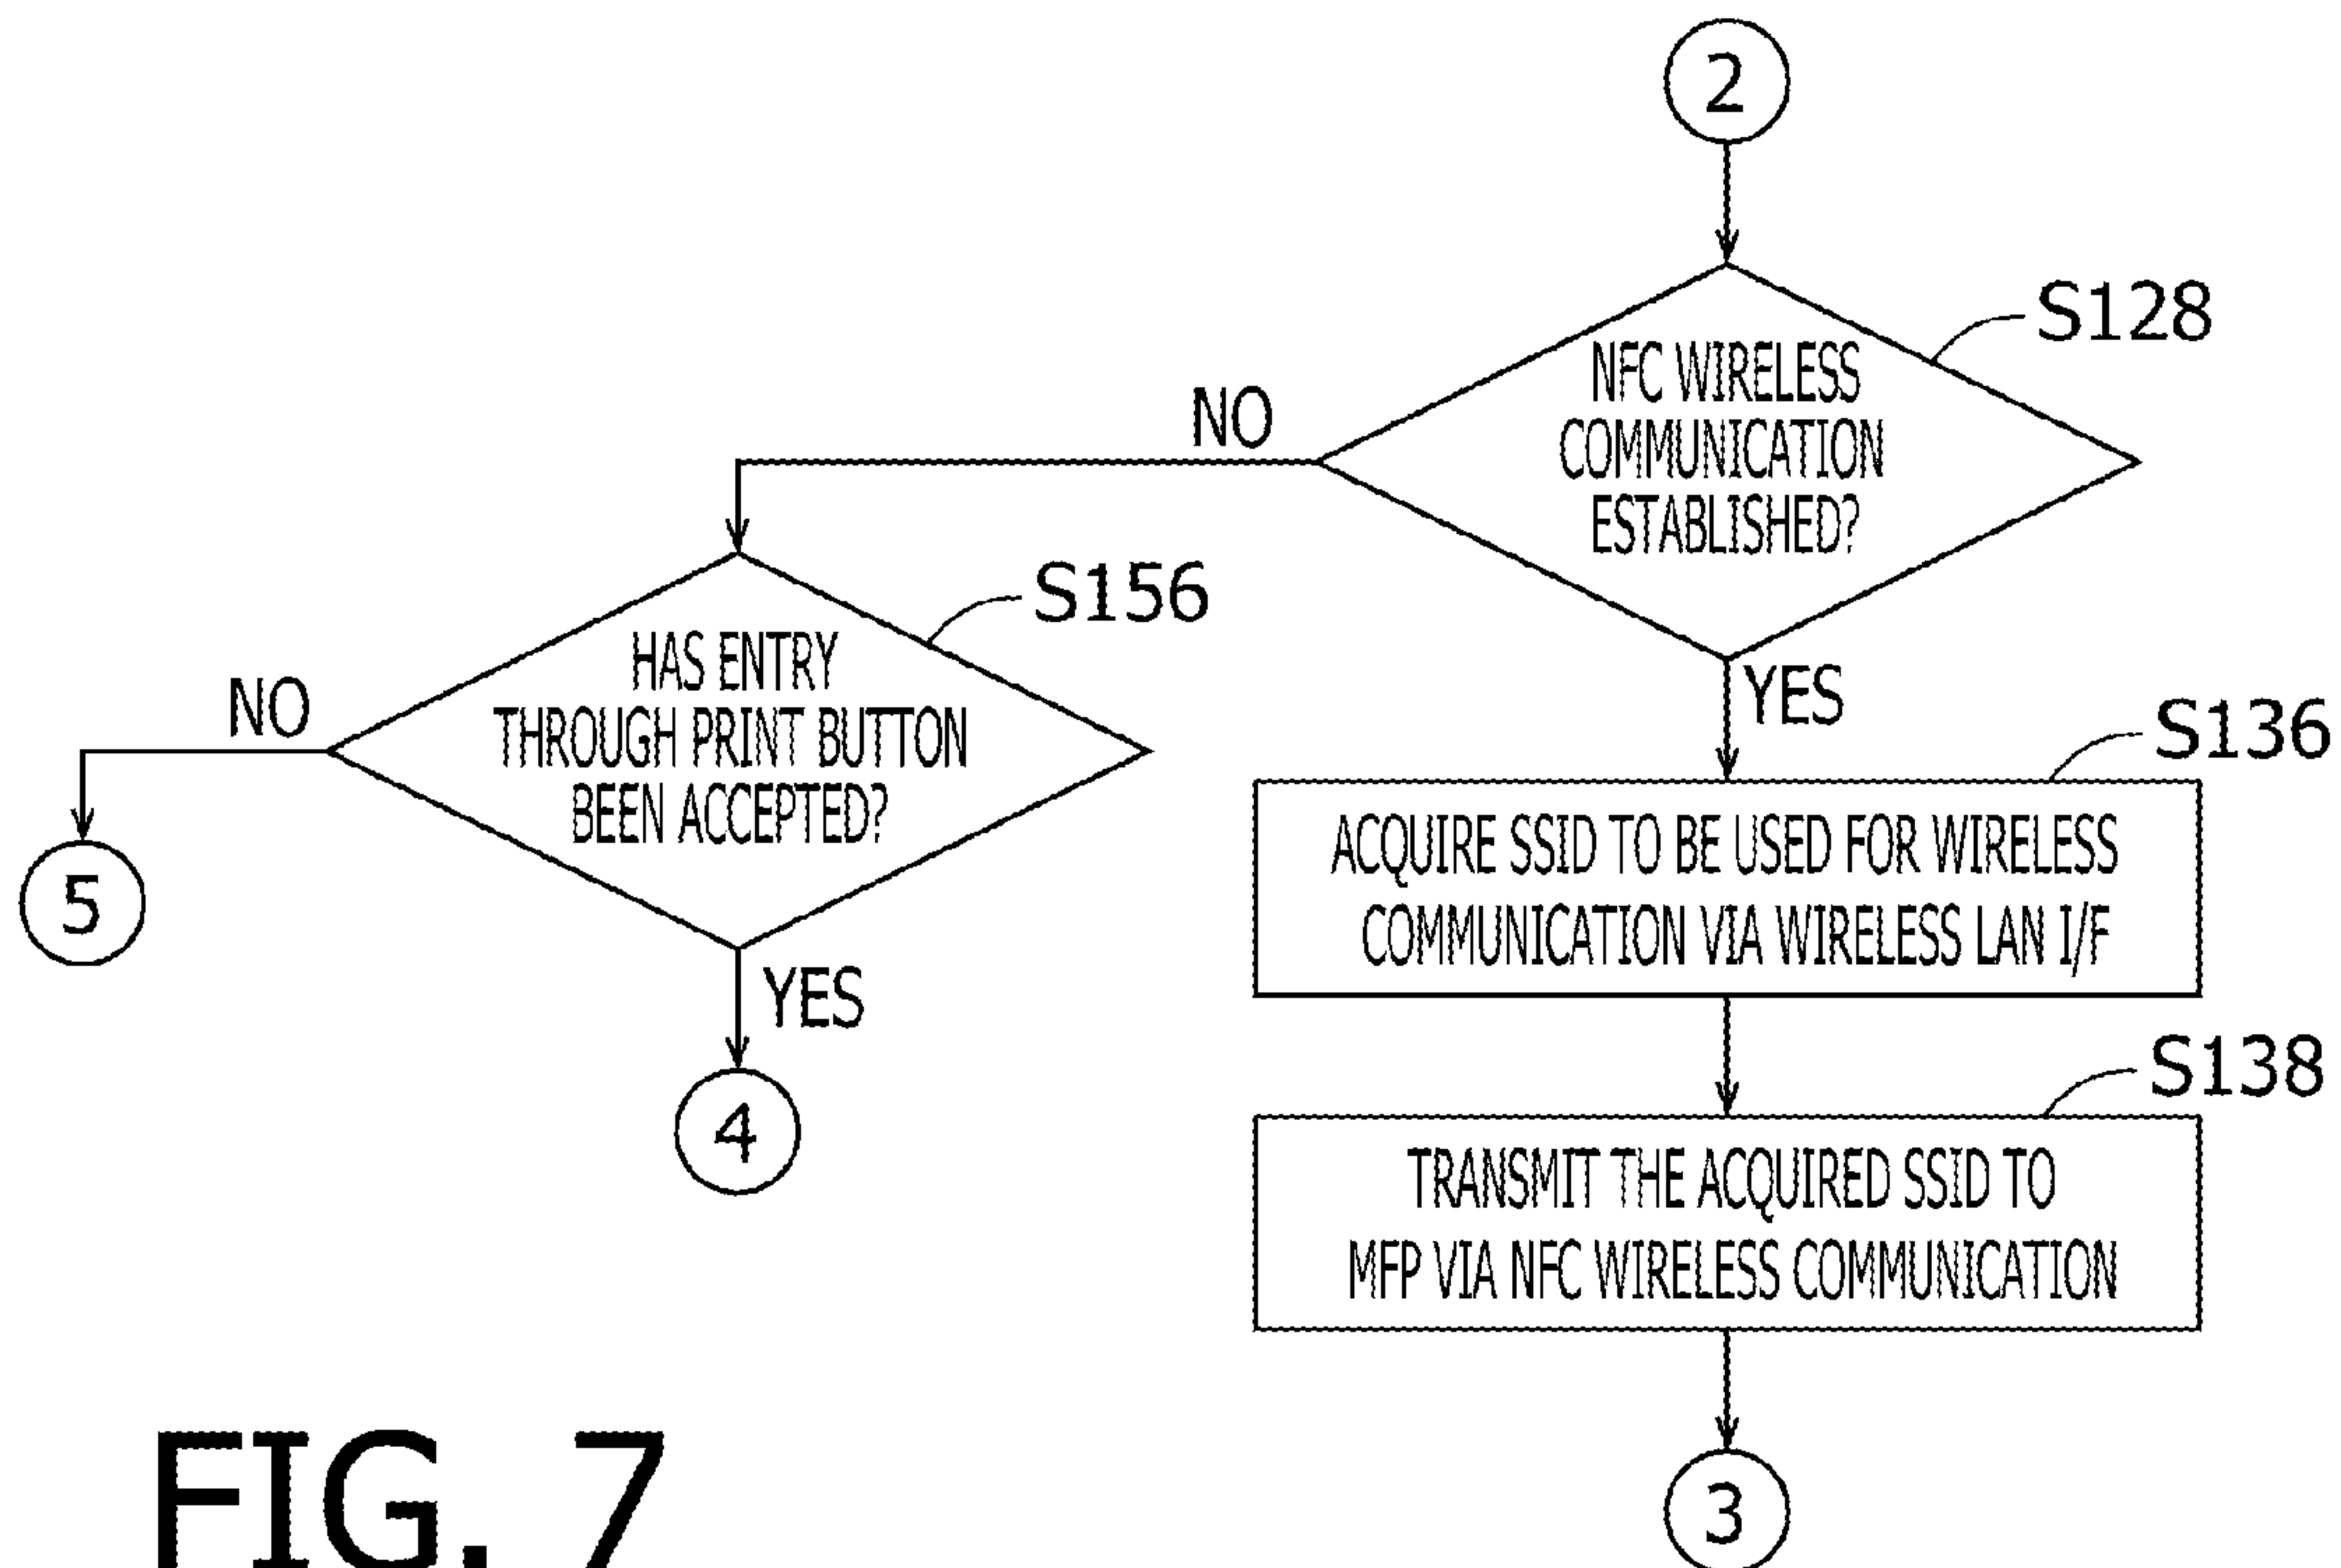 2
S128
NFC WIRELESS
COMMUNICATION
ESTABLISHED?
NO
YES
S156
HAS ENTRY
THROUGH PRINT BUTTON
BEEN ACCEPTED?
NO
5
YES
4
S136
ACQUIRE SSID TO BE USED FOR WIRELESS
COMMUNICATION VIA WIRELESS LAN I/F
S138
TRANSMIT THE ACQUIRED SSID TO
MFP VIA NFC WIRELESS COMMUNICATION
3
FIG. 7